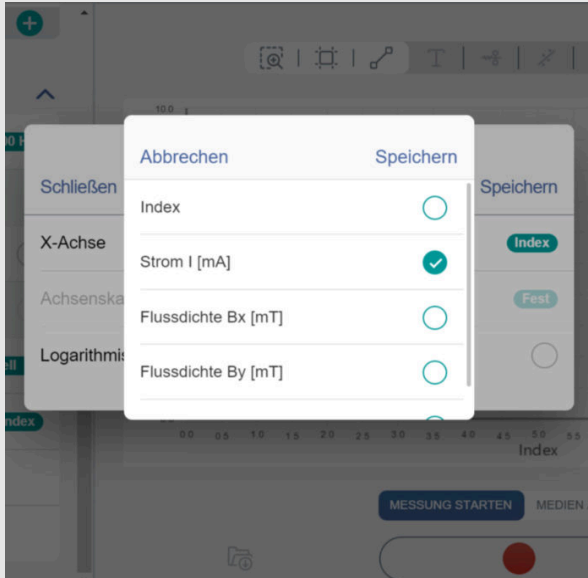 10.0
00 H
Abbrechen Speichern
Schließen Speichern
Index
X-Achse Index
Strom I [mA]
Achsenska Fest
Flussdichte Bx [mT]
Logarithmis
Flussdichte By [mT]
ell
ndex
0.0 0.5 1.0 1.5 2.0 2.5 3.0 3.5 4.0 4.5 5.0 5.5
Index
MESSUNG STARTEN MEDIEN